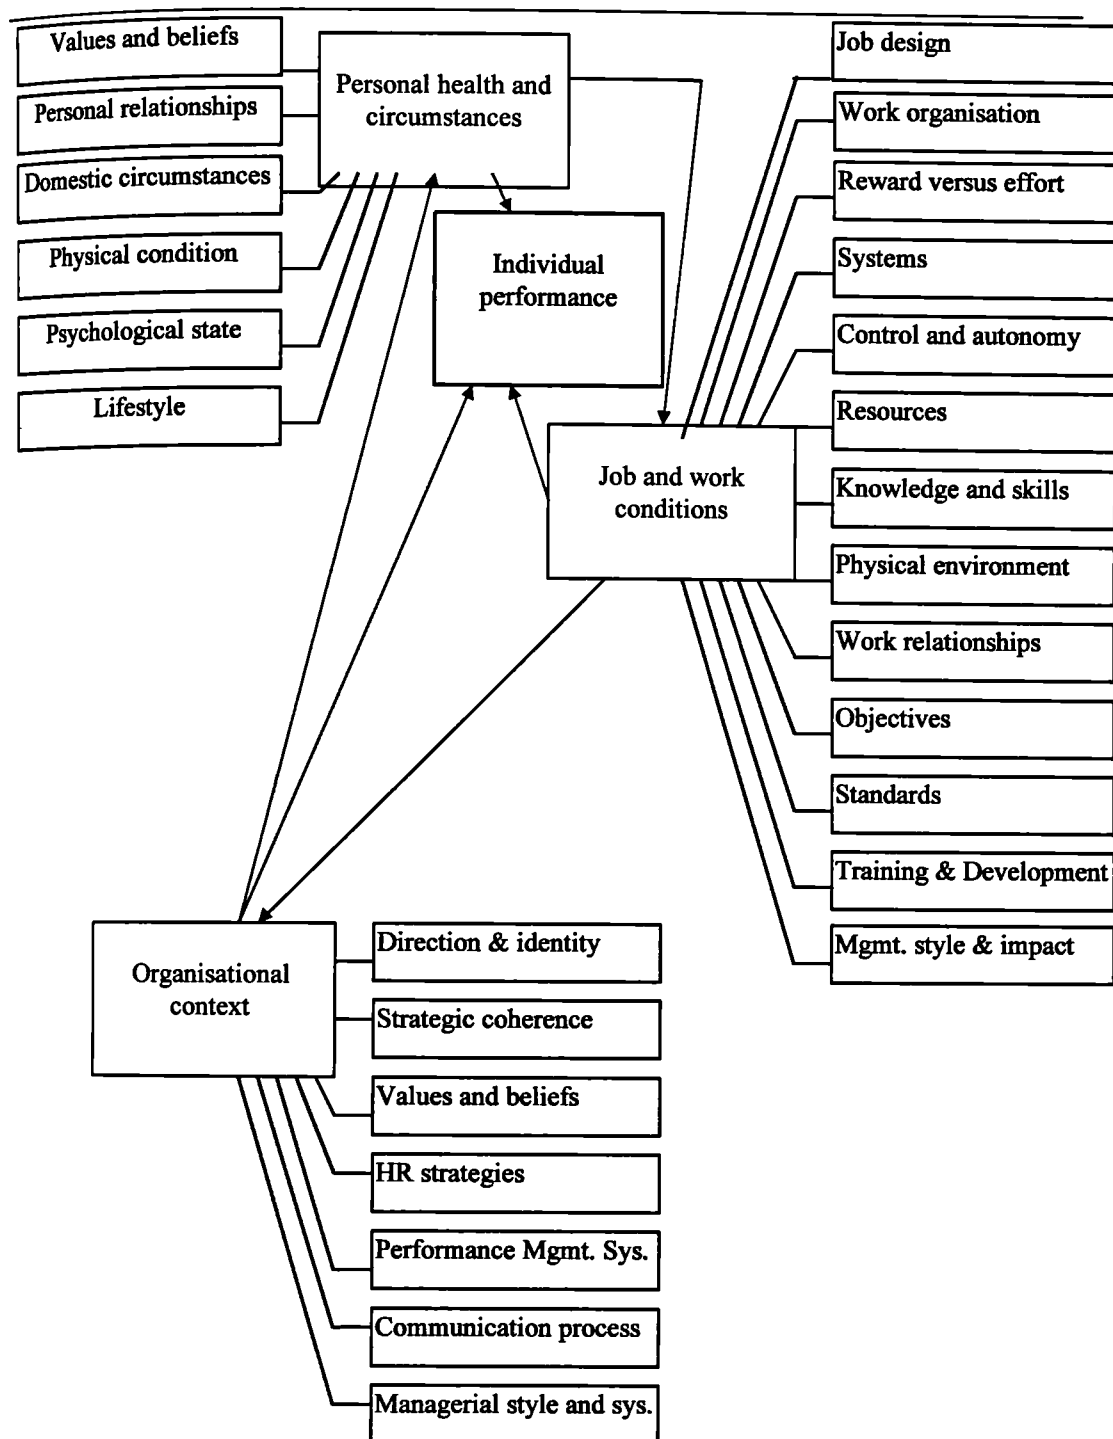 Values and beliefs
Personal relationships
Domestic circumstances
Physical condition
Psychological state
Lifestyle
Personal health and
circumstances
Individual
performance
Job and work
conditions
Job design
Work organisation
Reward versus effort
Systems
Control and autonomy
Resources
Knowledge and skills
Physical environment
Work relationships
Objectives
Standards
Training & Development
Mgmt. style & impact
Organisational
context
Direction & identity
Strategic coherence
Values and beliefs
HR strategies
Performance Mgmt. Sys.
Communication process
Managerial style and sys.